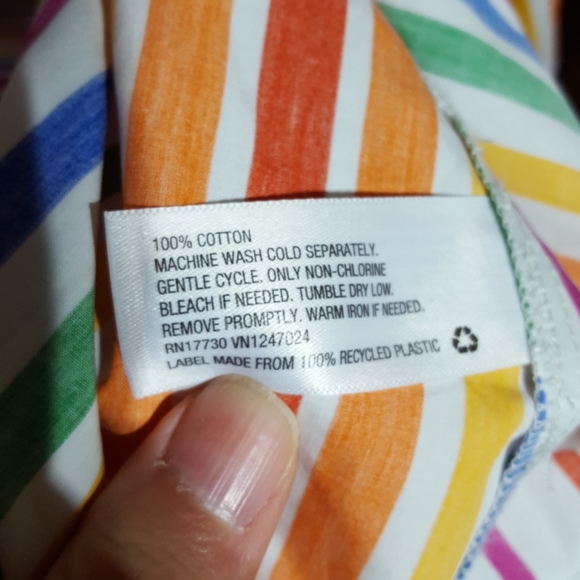 100% COTTON
MACHINE WASH COLD SEPARATELY.
GENTLE CYCLE. ONLY NON-CHLORINE
BLEACH IF NEEDED. TUMBLE DRY LOW.
REMOVE PROMPTLY. WARM IRON IF NEEDED.
RN17730 VN1247024
LABEL MADE FROM 100% RECYCLED PLASTIC